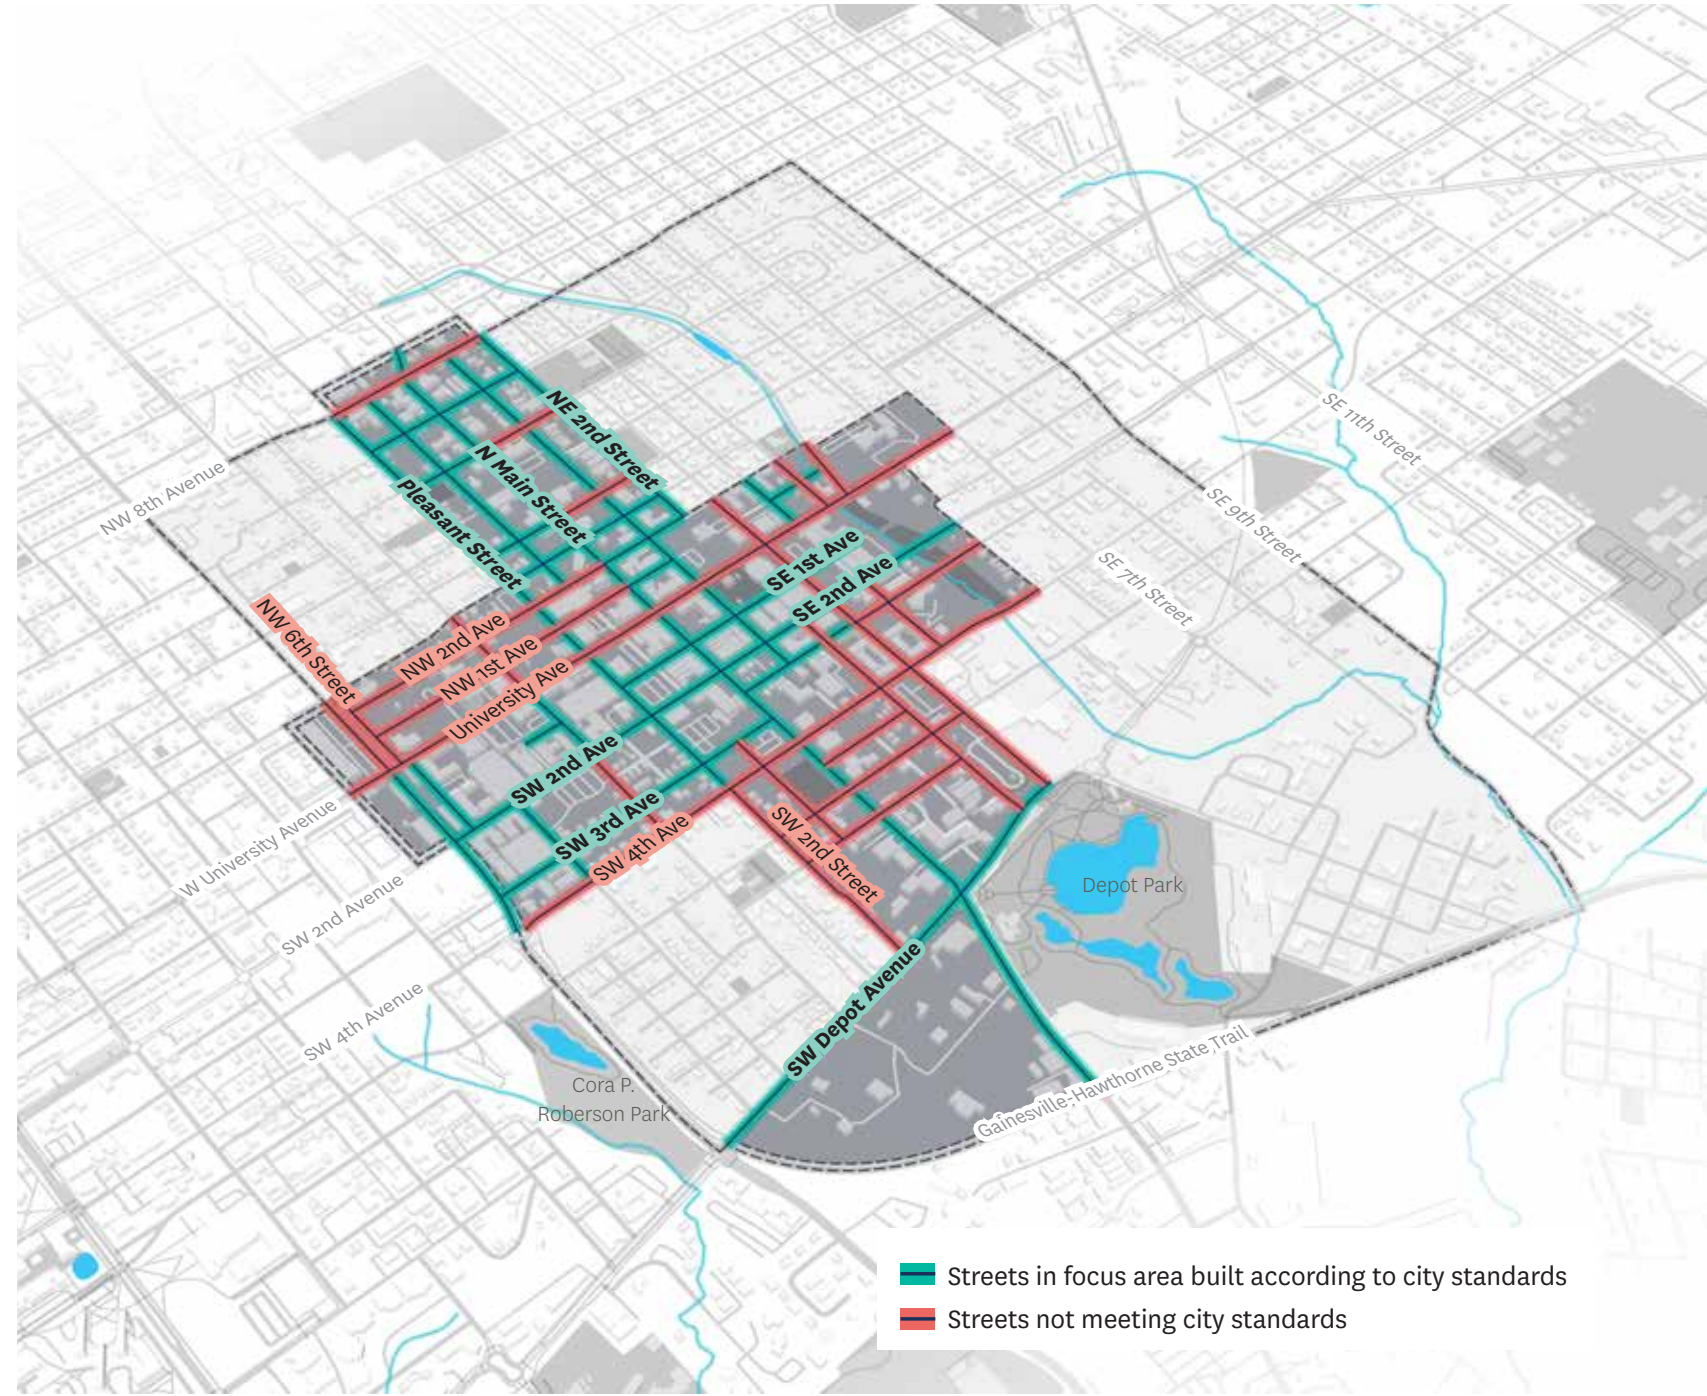 NE 2nd Street
N Main Street
Pleasant Street
NW 8th Avenue
SE 11th Street
SE 9th Street
SE 7th Street
SE 1st Ave
SE 2nd Ave
NW 6th Street
NW 2nd Ave
NW 1st Ave
University Ave
SW 2nd Ave
SW 3rd Ave
SW 4th Ave
SW 2nd Street
W University Avenue
SW 2nd Avenue
SW 4th Avenue
Depot Park
SW Depot Avenue
Cora P.
Roberson Park
Gainesville-Hawthorne State Trail
Streets in focus area built according to city standards
Streets not meeting city standards